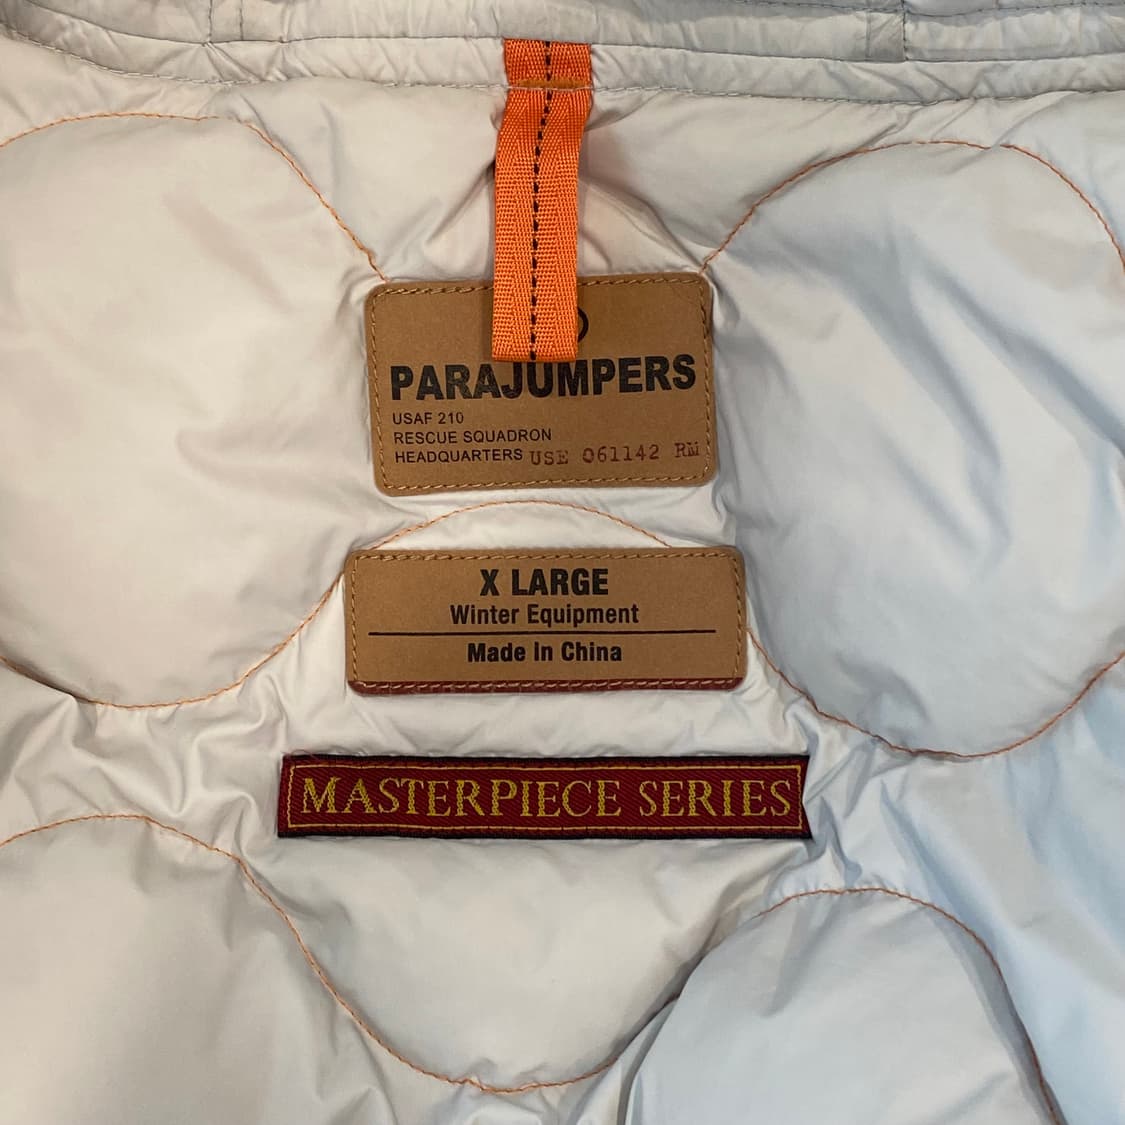 PARAJUMPERS
USAF 210
RESCUE SQUADRON
HEADQUARTERS USE 061142 RM
X LARGE
Winter Equipment
Made In China
MASTERPIECE SERIES